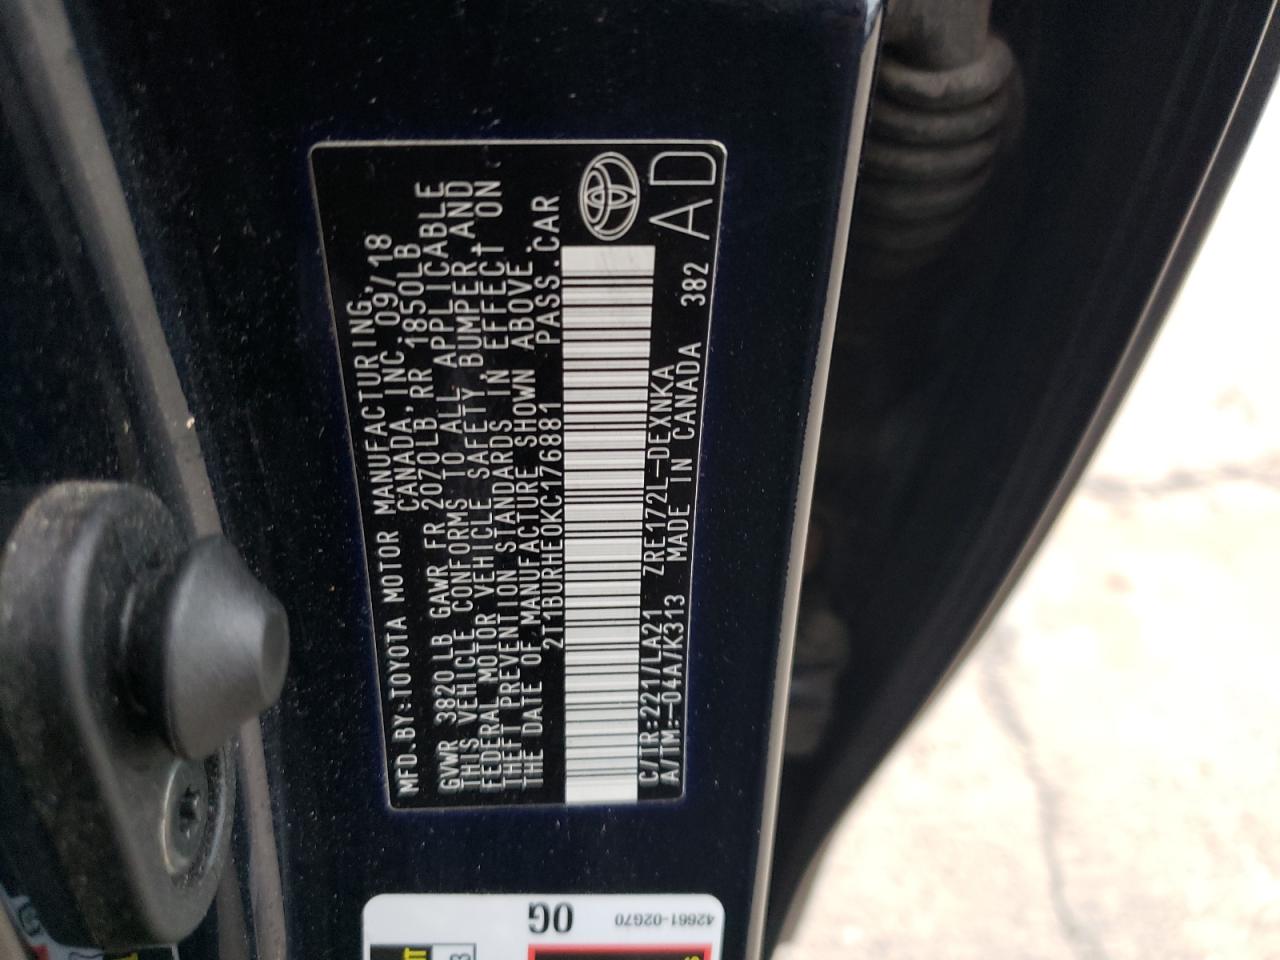 MFD.BY:TOYOTA MOTOR MANUFACTURING,
CANADA,INC. 09/18
GVWR 3820LB GAWR FR 2070LB RR 1850LB
THIS VEHICLE CONFORMS TO ALL APPLICABLE
FEDERAL MOTOR VEHICLE SAFETY, BUMPER, AND
THEFT PREVENTION STANDARDS IN EFFECT ON
THE DATE OF MANUFACTURE SHOWN ABOVE.
2T1BURHE0KC176881 PASS.CAR
C/TR:221/LA21 ZRE172L-DEXNKA
A/TM:-04A/K313 MADE IN CANADA 382
AD
0G
42661-02G70